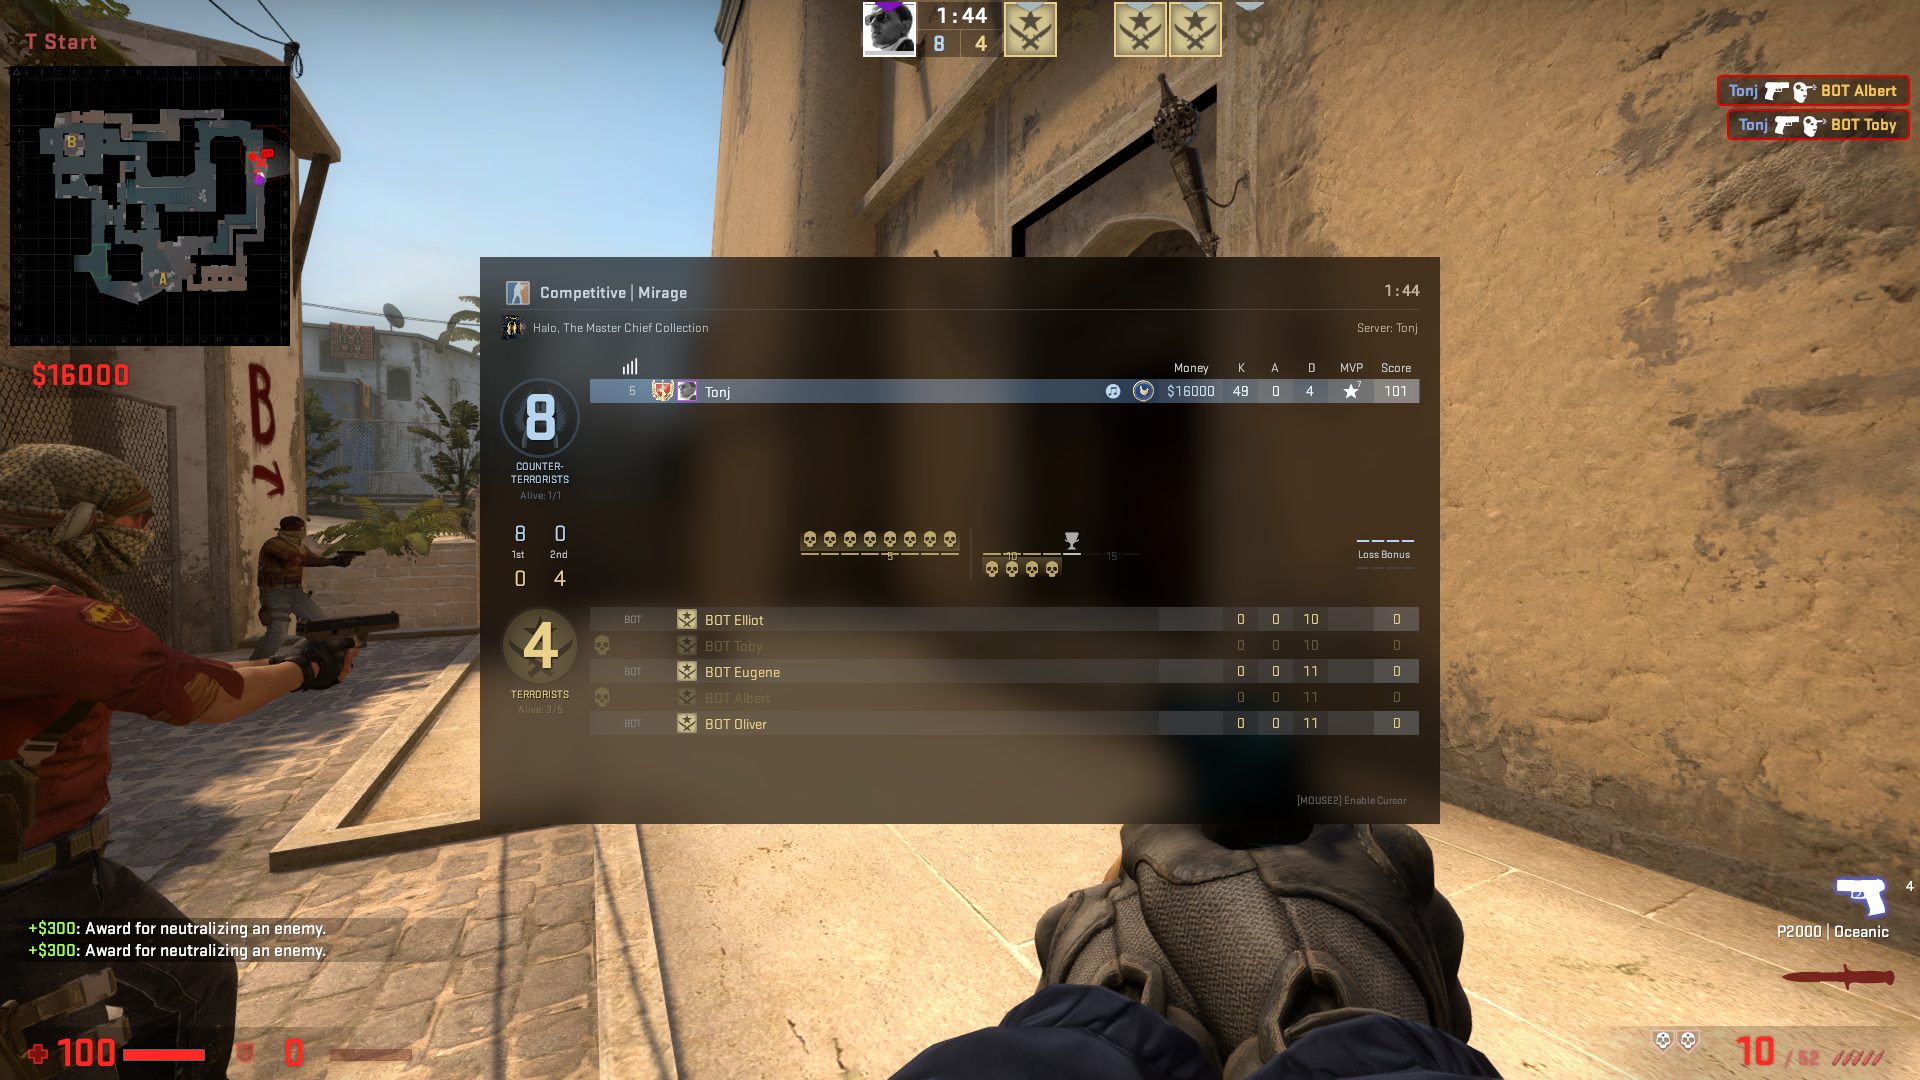 T Start
1:44
8 4
Tonj BOT Albert
Tonj BOT Toby
B
A
$16000
B
Competitive | Mirage
1:44
Halo, The Master Chief Collection
Server: Tonj
Money K A D MVP Score
5 Tonj $16000 49 0 4 7 101
8
COUNTER-
TERRORISTS
Alive: 1/1
8 0
1st 2nd
0 4
5 10 15
Loss Bonus
4
TERRORISTS
Alive: 3/5
BOT BOT Elliot 0 0 10 0
BOT Toby 0 0 10 0
BOT BOT Eugene 0 0 11 0
BOT Albert 0 0 11 0
BOT BOT Oliver 0 0 11 0
[MOUSE2] Enable Cursor
4
2
P2000 | Oceanic
+$300: Award for neutralizing an enemy.
+$300: Award for neutralizing an enemy.
100 0
10 / 52